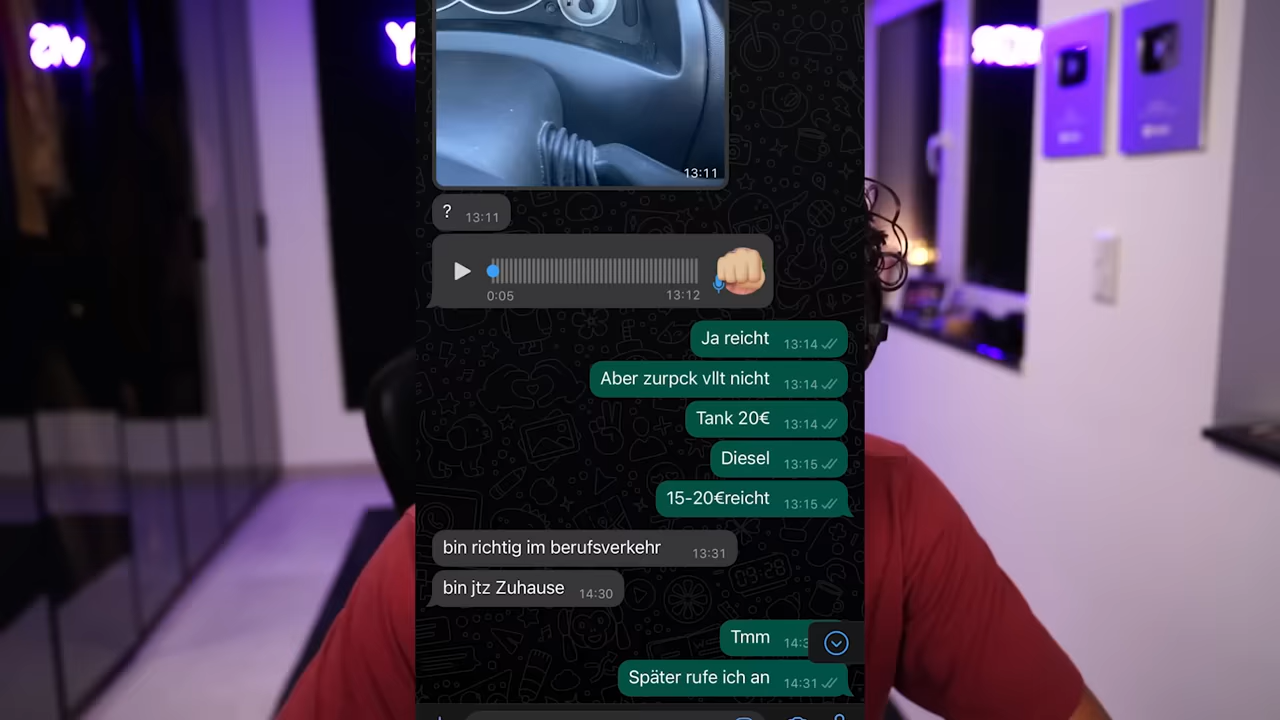 13:11
? 13:11
0:05 13:12
Ja reicht 13:14
Aber zurpck vllt nicht 13:14
Tank 20€ 13:14
Diesel 13:15
15-20€reicht 13:15
bin richtig im berufsverkehr 13:31
bin jtz Zuhause 14:30
Tmm
Später rufe ich an 14:31